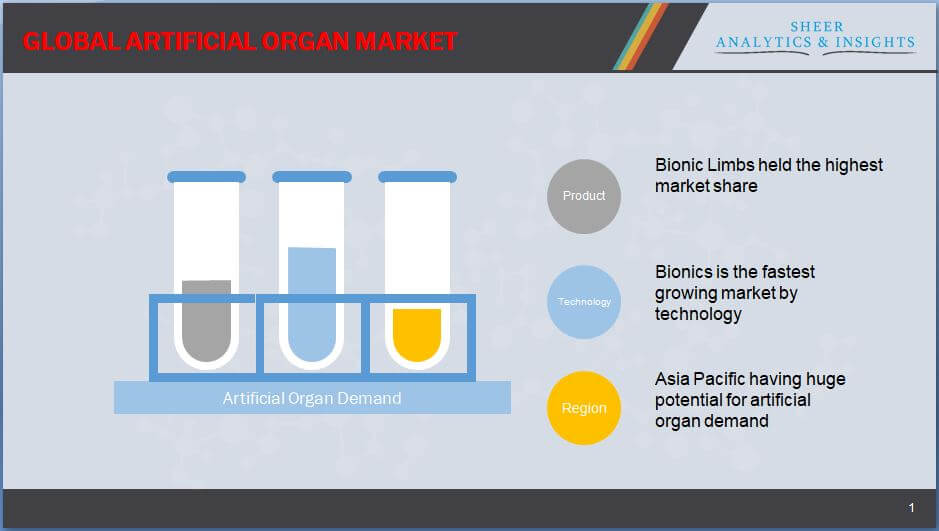 GLOBAL ARTIFICIAL ORGAN MARKET
SHEER
ANALYTICS & INSIGHTS
Product
Bionic Limbs held the highest
market share
Technology
Bionics is the fastest
growing market by
technology
Region
Asia Pacific having huge
potential for artificial
organ demand
Artificial Organ Demand
1